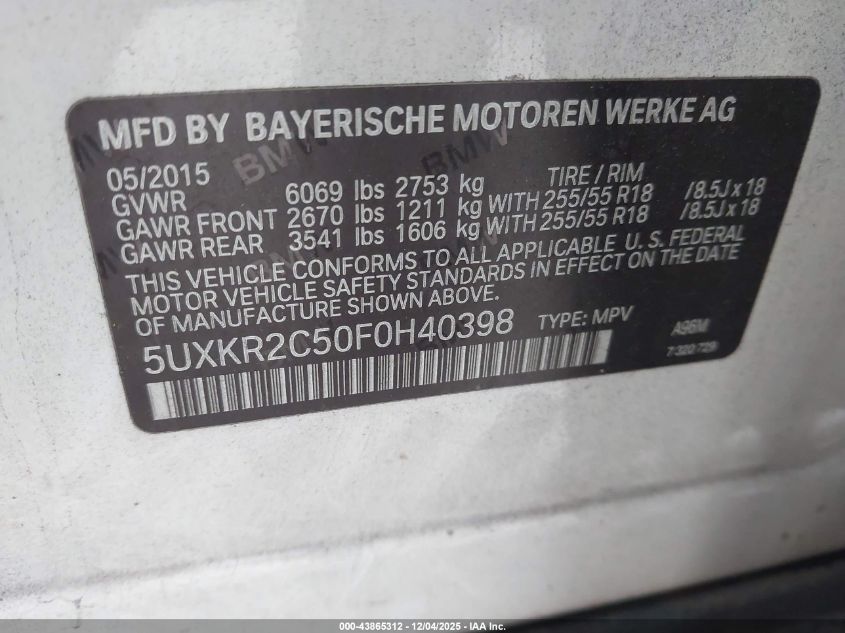 MFD BY BAYERISCHE MOTOREN WERKE AG
05/2015 TIRE / RIM
GVWR 6069 lbs 2753 kg
GAWR FRONT 2670 lbs 1211 kg WITH 255/55 R18 /8.5J x 18
GAWR REAR 3541 lbs 1606 kg WITH 255/55 R18 /8.5J x 18
THIS VEHICLE CONFORMS TO ALL APPLICABLE U. S. FEDERAL
MOTOR VEHICLE SAFETY STANDARDS IN EFFECT ON THE DATE
OF MANUFACTURE SHOWN ABOVE.
5UXKR2C50F0H40398 TYPE: MPV A96M
7 320 729
000-43865312 - 12/04/2025 - IAA Inc.